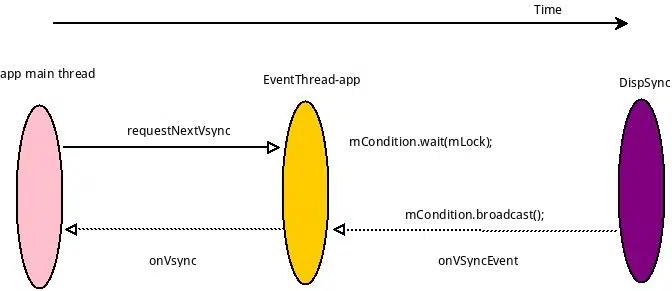 Time
app main thread
EventThread-app
DispSync
requestNextVsync
mCondition.wait(mLock);
mCondition.broadcast();
onVsync
onVSyncEvent